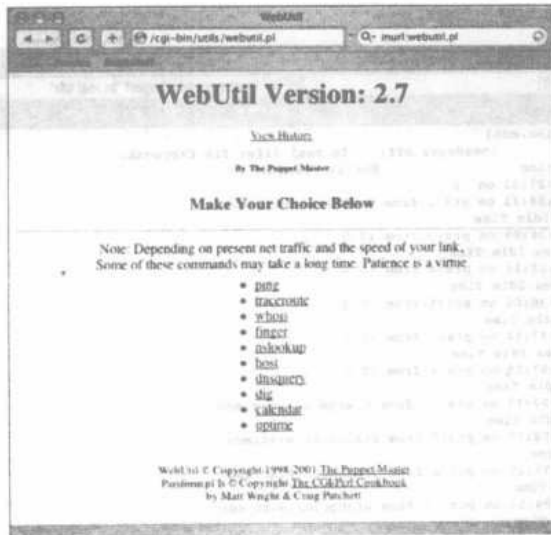 WebUtil
/cgi-bin/utils/webutil.pl
inurl:webutil.pl
WebUtil Version: 2.7
View History
By The Puppet Master
Make Your Choice Below
Note: Depending on present net traffic and the speed of your link,
Some of these commands may take a long time. Patience is a virtue
ping
traceroute
whois
finger
nslookup
host
dnsquery
dig
calendar
uptime
WebUtil © Copyright 1998-2001 The Puppet Master
Is © Copyright The CGI/Perl Cookbook
by Matt Wright & Craig Patchett